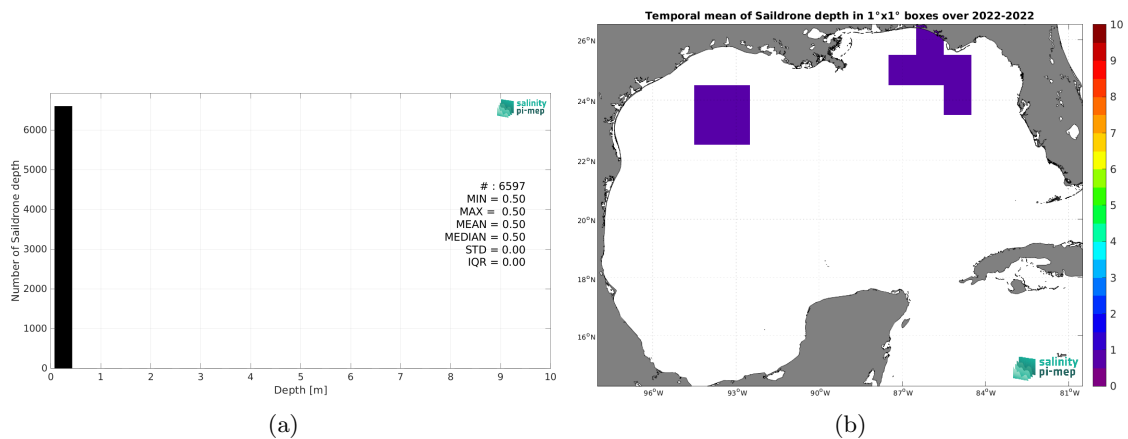 Temporal mean of Saildrone depth in 1°x1° boxes over 2022-2022
salinity
pi-mep
Number of Saildrone depth
6000
5000
4000
3000
2000
1000
0
# : 6597
MIN = 0.50
MAX = 0.50
MEAN = 0.50
MEDIAN = 0.50
STD = 0.00
IQR = 0.00
0 1 2 3 4 5 6 7 8 9 10
Depth [m]
(a)
26°N
24°N
22°N
20°N
18°N
16°N
96°W 93°W 90°W 87°W 84°W 81°W
salinity
pi-mep
10
9
8
7
6
5
4
3
2
1
0
(b)